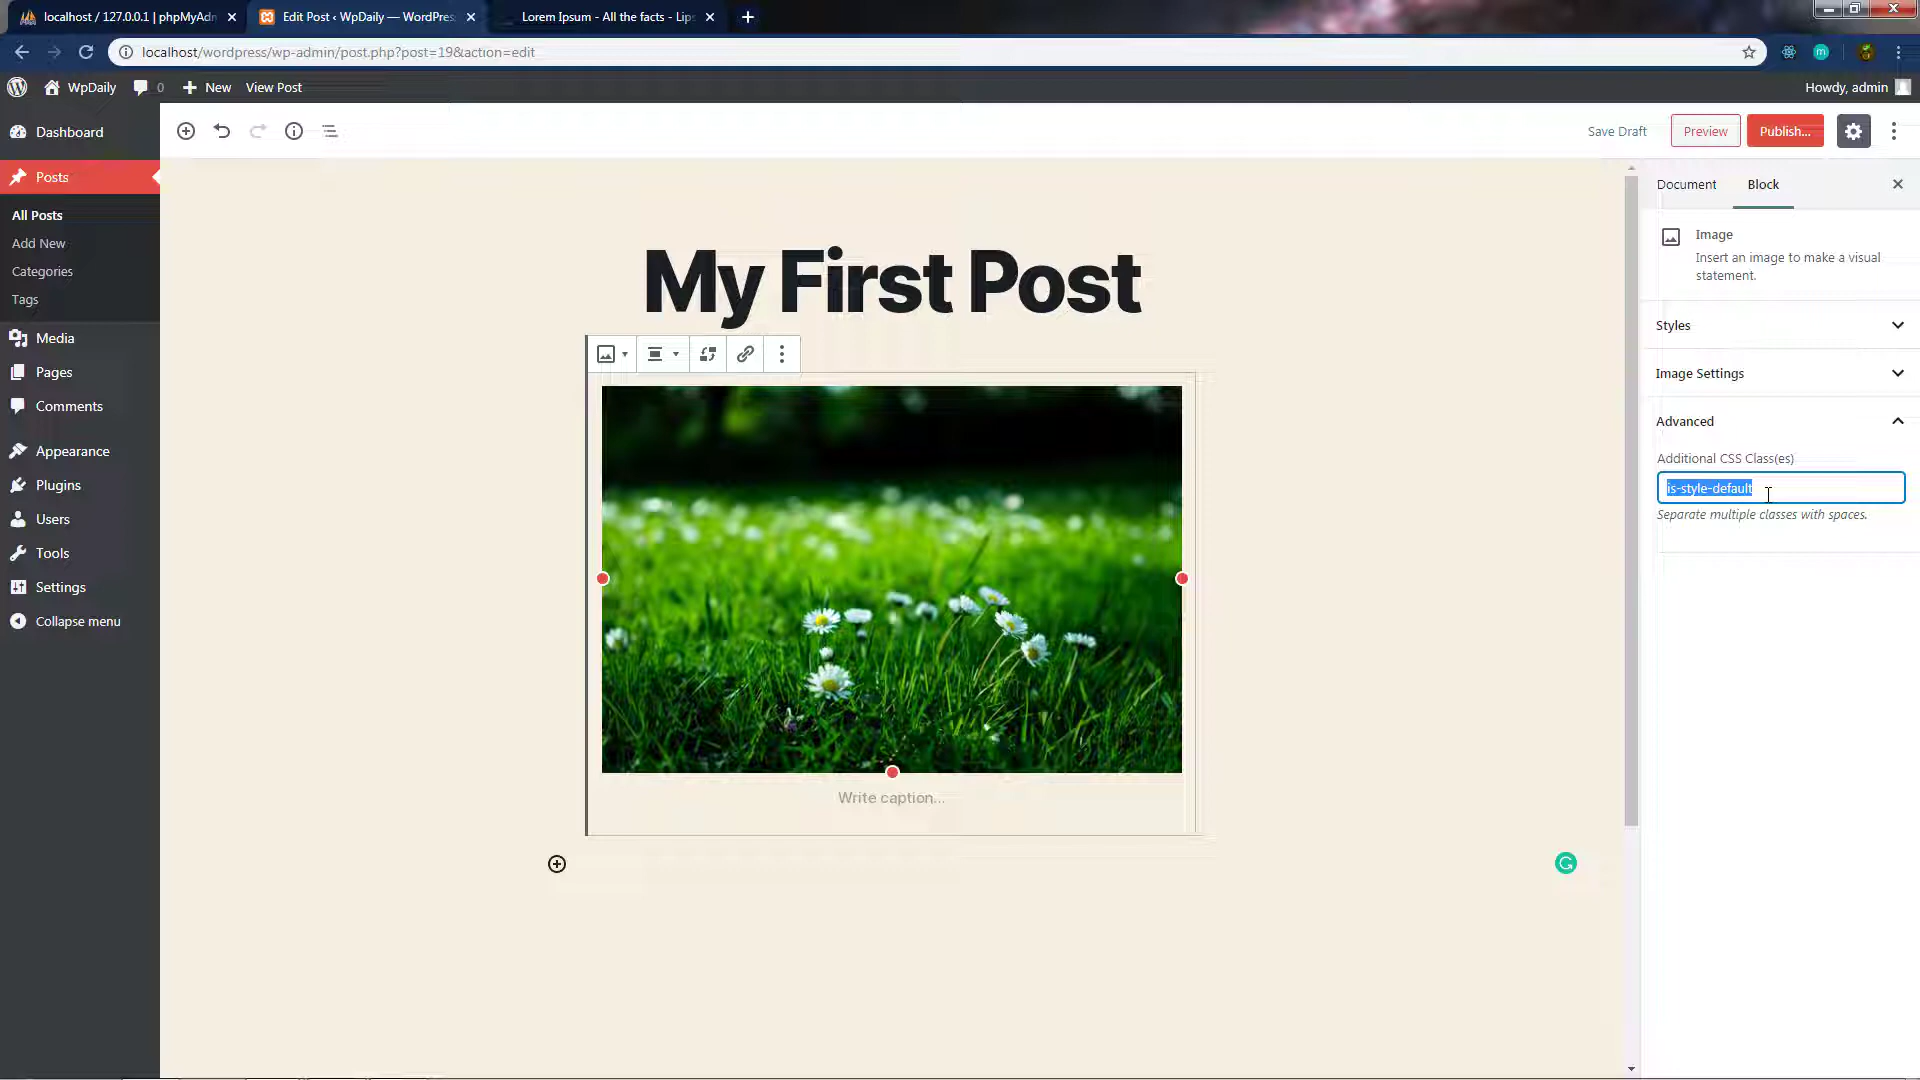 localhost / 127.0.0.1 | phpMyAdm
Edit Post ‹ WpDaily — WordPress
Lorem Ipsum - All the facts - Lips
localhost/wordpress/wp-admin/post.php?post=19&action=edit
WpDaily
0
New
View Post
Howdy, admin
Dashboard
Posts
All Posts
Add New
Categories
Tags
Media
Pages
Comments
Appearance
Plugins
Users
Tools
Settings
Collapse menu
Save Draft
Preview
Publish...
My First Post
Write caption...
Document
Block
Image
Insert an image to make a visual
statement.
Styles
Image Settings
Advanced
Additional CSS Class(es)
is-style-default
Separate multiple classes with spaces.